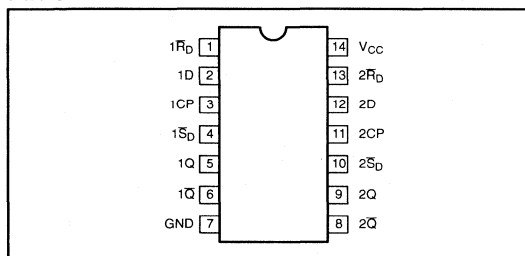 1R̅D 1 14 VCC
1D 2 13 2R̅D
1CP 3 12 2D
1S̅D 4 11 2CP
1Q 5 10 2S̅D
1Q̅ 6 9 2Q
GND 7 8 2Q̅